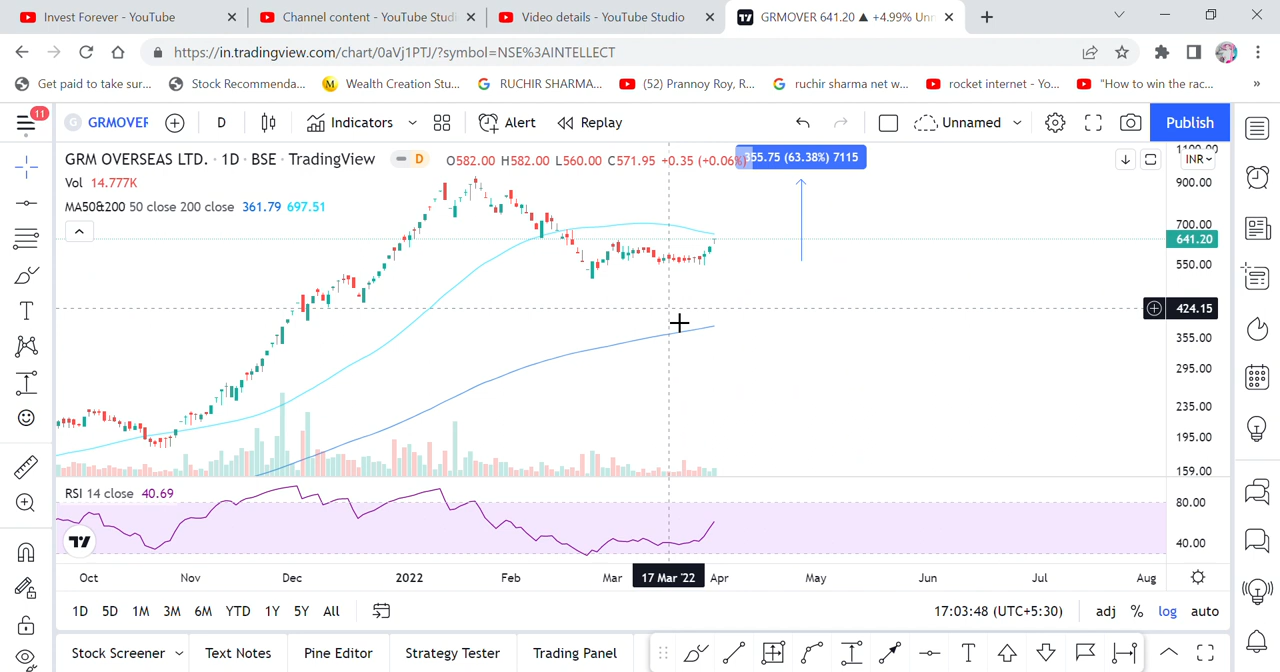 Invest Forever - YouTube
Channel content - YouTube Studi
Video details - YouTube Studio
GRMOVER 641.20 ▲ +4.99% Unn
https://in.tradingview.com/chart/0aVj1PTJ/?symbol=NSE%3AINTELLECT
Get paid to take sur...
Stock Recommenda...
M
Wealth Creation Stu...
G
RUCHIR SHARMA...
(52) Prannoy Roy, R...
G
ruchir sharma net w...
rocket internet - Yo...
"How to win the rac...
»
11
G
GRMOVER
D
Indicators
Alert
Replay
Unnamed
Publish
GRM OVERSEAS LTD. · 1D · BSE · TradingView
D
O582.00 H582.00 L560.00 C571.95 +0.35 (+0.06%)
355.75 (63.38%) 7115
1100.00
INR
Vol 14.777K
MA50&200 50 close 200 close 361.79 697.51
900.00
700.00
641.20
550.00
424.15
355.00
295.00
235.00
195.00
159.00
RSI 14 close 40.69
80.00
40.00
Oct
Nov
Dec
2022
Feb
Mar
17 Mar '22
Apr
May
Jun
Jul
Aug
1D
5D
1M
3M
6M
YTD
1Y
5Y
All
17:03:48 (UTC+5:30)
adj
%
log
auto
Stock Screener
Text Notes
Pine Editor
Strategy Tester
Trading Panel